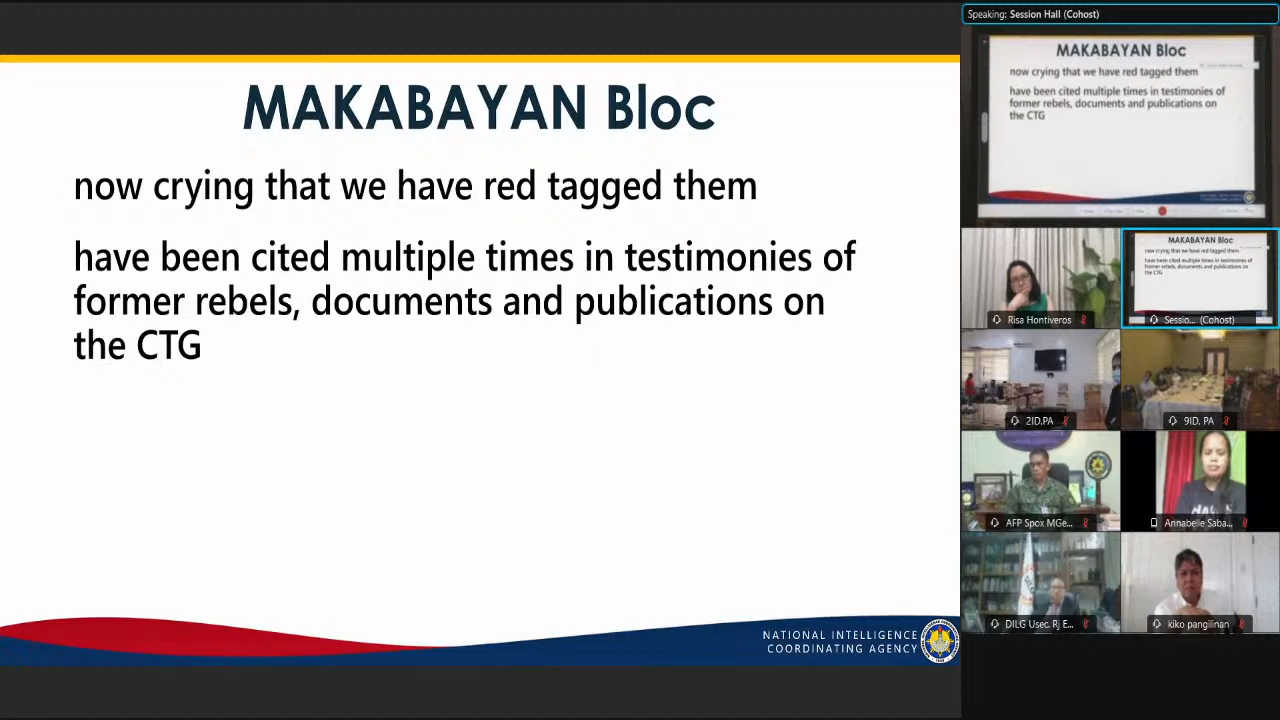 MAKABAYAN Bloc
now crying that we have red tagged them
have been cited multiple times in testimonies of
former rebels, documents and publications on
the CTG
NATIONAL INTELLIGENCE
COORDINATING AGENCY
Speaking: Session Hall (Cohost)
MAKABAYAN Bloc
now crying that we have red tagged them
have been cited multiple times in testimonies of
former rebels, documents and publications on
the CTG
Risa Hontiveros
MAKABAYAN Bloc
now crying that we have red tagged them
have been cited multiple times in testimonies of
former rebels, documents and publications on
the CTG
Sessio... (Cohost)
2ID,PA
9ID, PA
AFP Spox MGe...
Annabelle Saba...
DILG Usec. Rj E...
kiko pangilinan